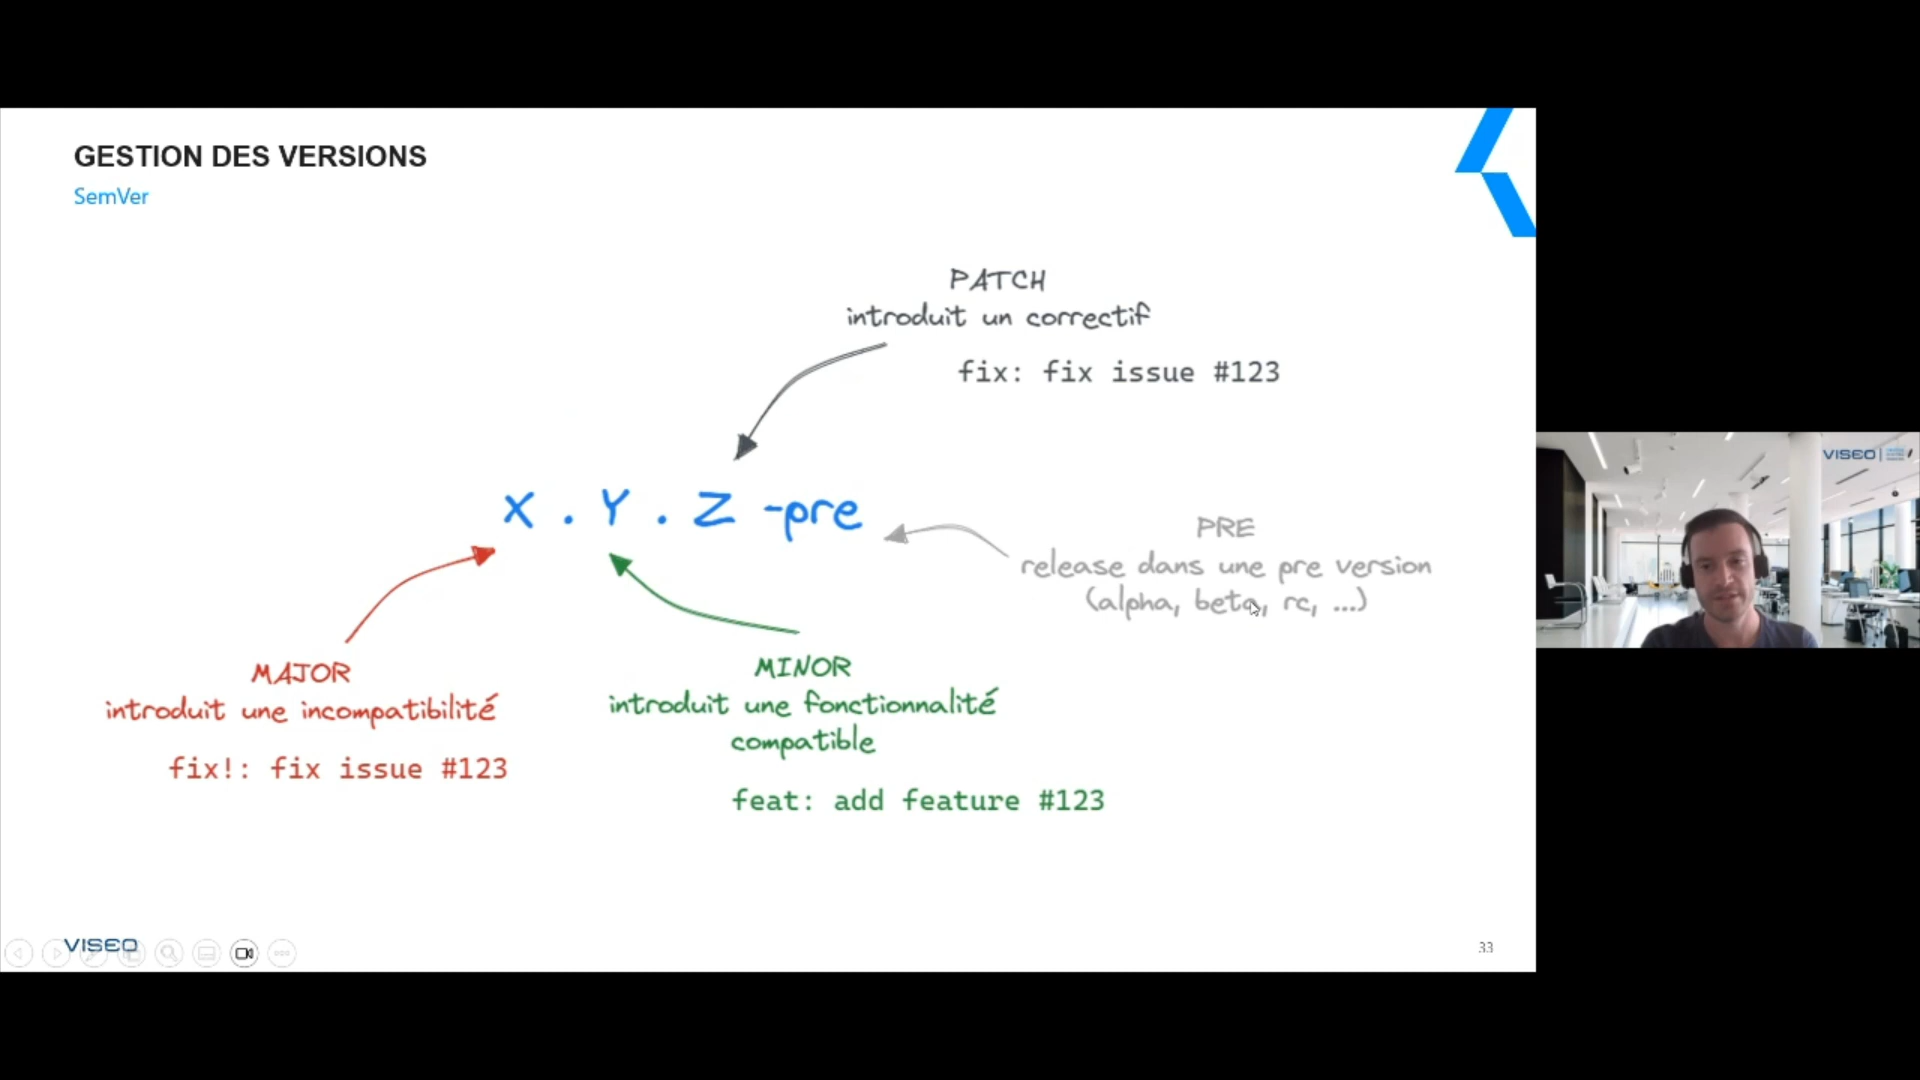 GESTION DES VERSIONS
SemVer
PATCH
introduit un correctif
fix: fix issue #123
X . Y . Z -pre
PRE
release dans une pre version
(alpha, beta, rc, ...)
MAJOR
introduit une incompatibilité
fix!: fix issue #123
MINOR
introduit une fonctionnalité
compatible
feat: add feature #123
VISEO
33
VISEO